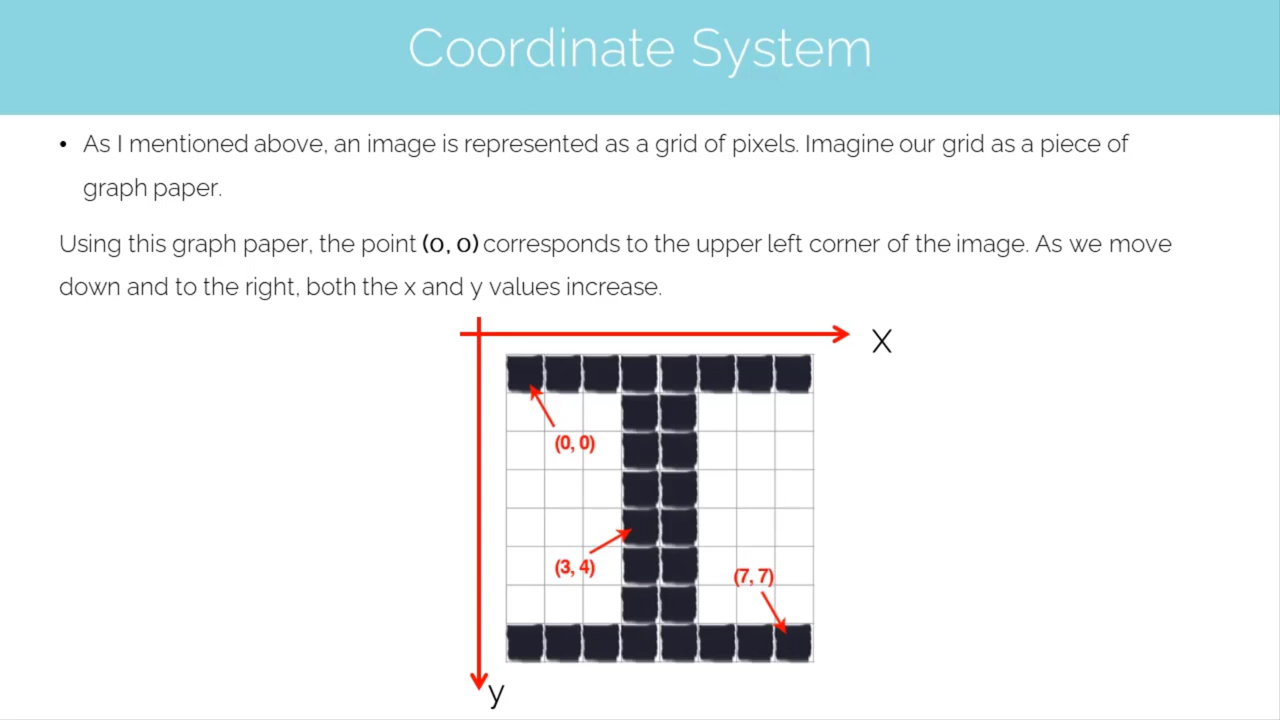 Coordinate System
• As I mentioned above, an image is represented as a grid of pixels. Imagine our grid as a piece of
graph paper.
Using this graph paper, the point (0, 0) corresponds to the upper left corner of the image. As we move
down and to the right, both the x and y values increase.
X
(0, 0)
(3, 4)
(7, 7)
y